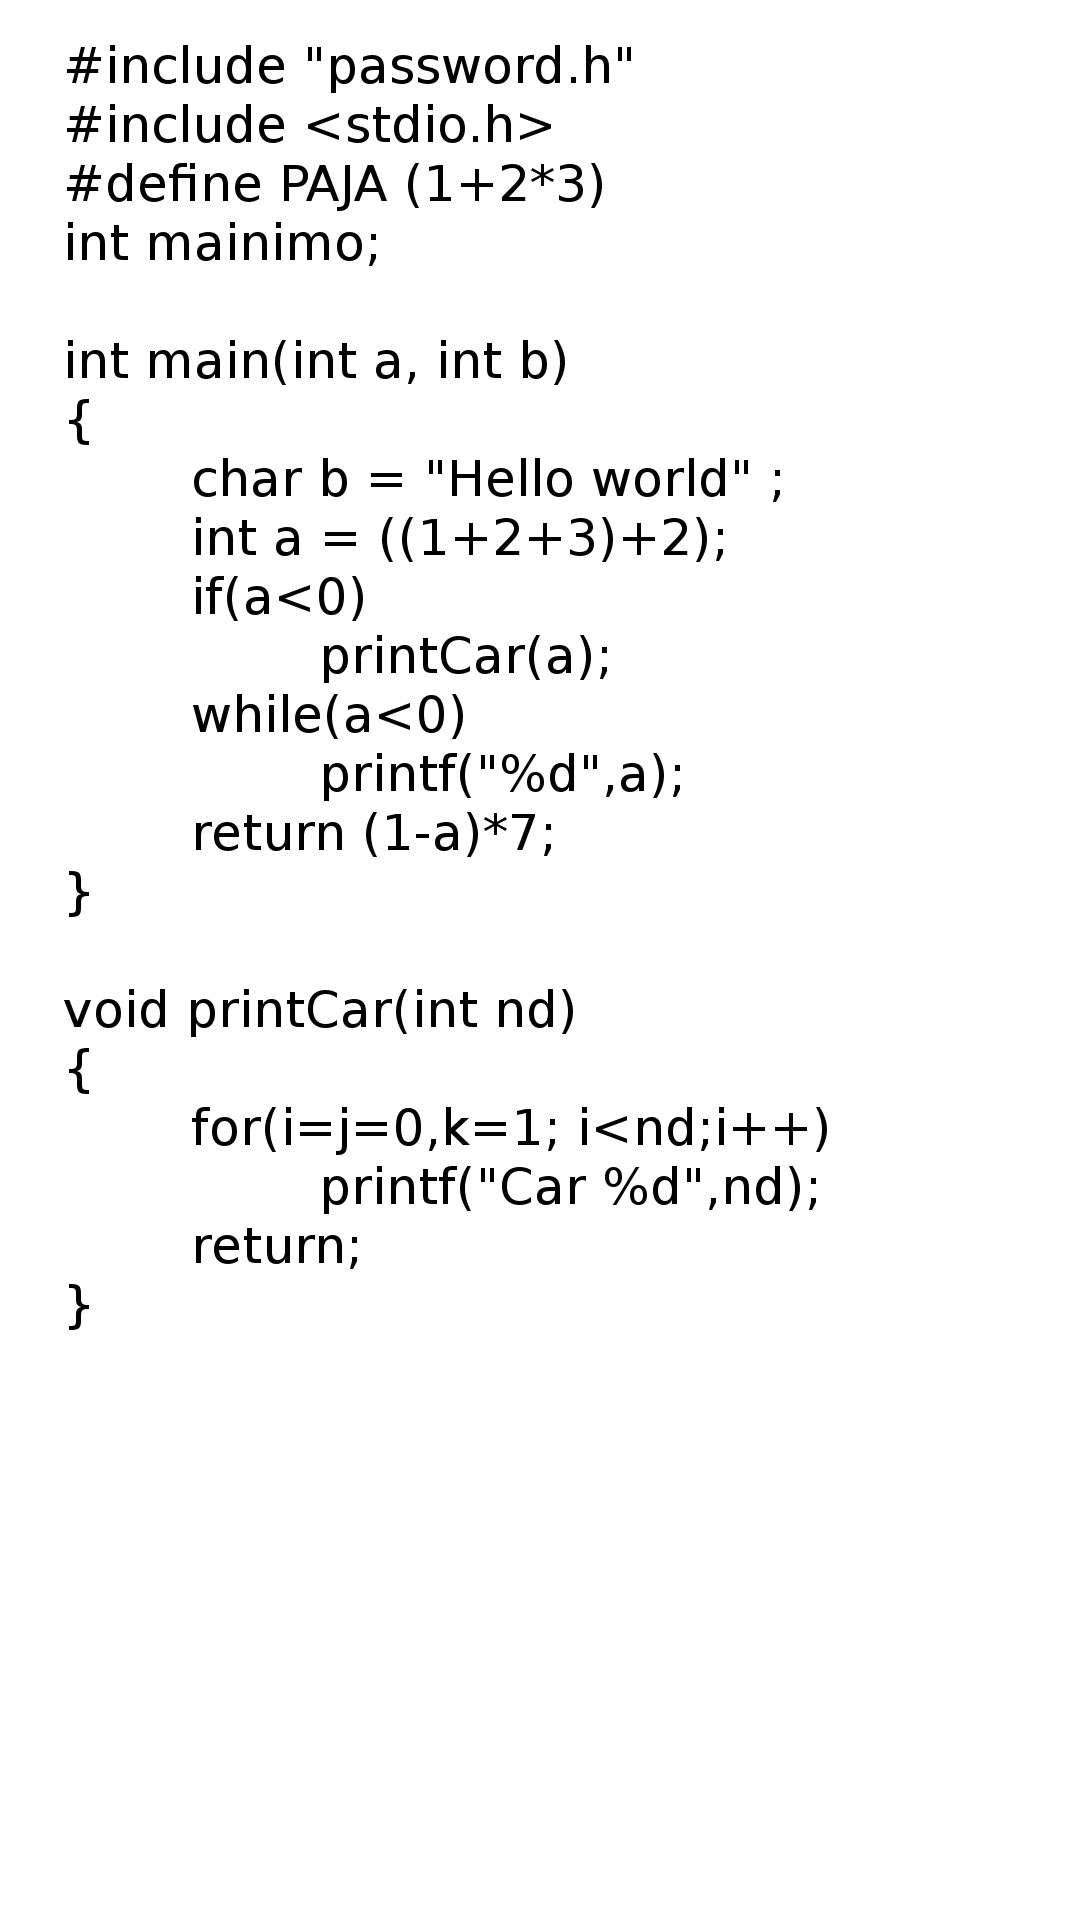 #include "password.h"
#include <stdio.h>
#define PAJA (1+2*3)
int mainimo;

int main(int a, int b)
{
	char b = "Hello world" ;
	int a = ((1+2+3)+2);
	if(a<0)
		printCar(a);
	while(a<0)
		printf("%d",a);
	return (1-a)*7;
}

void printCar(int nd)
{
	for(i=j=0,k=1; i<nd;i++)
		printf("Car %d",nd);
	return;
}